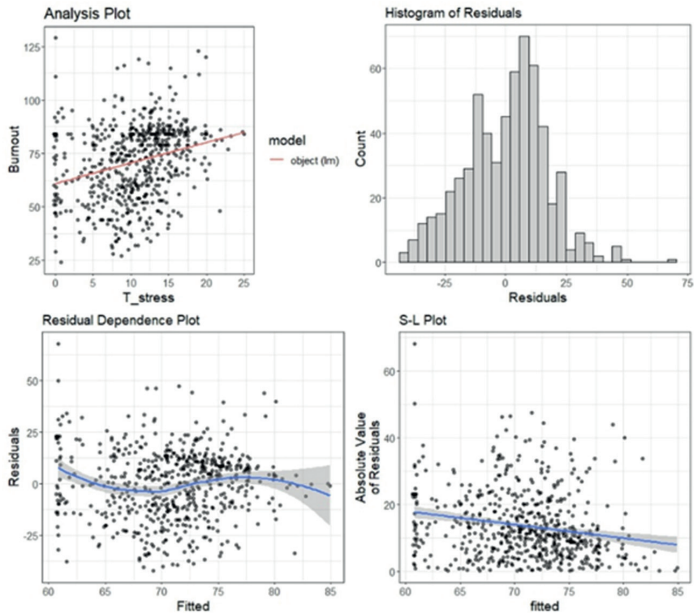 Analysis Plot
125
100
75
50
25
Burnout
0 5 10 15 20 25
T_stress
model
object (lm)
Histogram of Residuals
60
40
20
0
Count
-25 0 25 50 75
Residuals
Residual Dependence Plot
50
25
0
-25
Residuals
60 65 70 75 80 85
Fitted
S-L Plot
60
40
20
0
Absolute Value
of Residuals
60 65 70 75 80 85
fitted